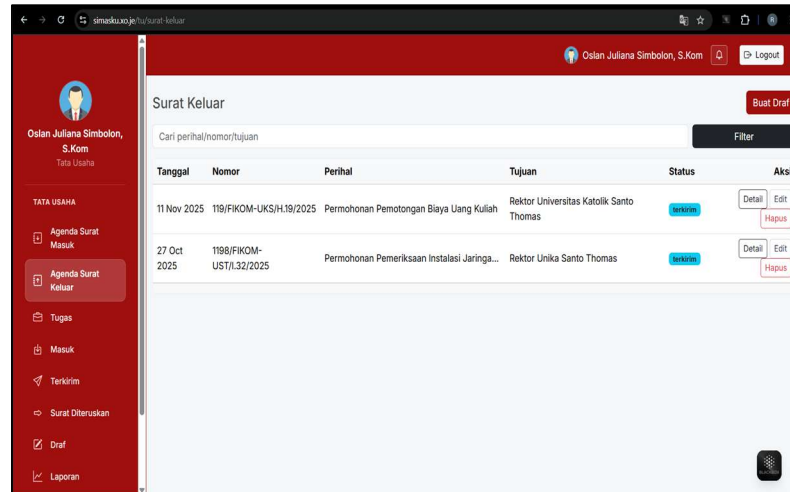 simasku.xo.je/tu/surat-keluar
Oslan Juliana Simbolon, S.Kom
Logout
Oslan Juliana Simbolon,
S.Kom
Tata Usaha
TATA USAHA
Agenda Surat
Masuk
Agenda Surat
Keluar
Tugas
Masuk
Terkirim
Surat Diteruskan
Draf
Laporan
Surat Keluar
Buat Draf
Cari perihal/nomor/tujuan
Filter
Tanggal Nomor Perihal Tujuan Status Aksi
11 Nov 2025 119/FIKOM-UKS/H.19/2025 Permohonan Pemotongan Biaya Uang Kuliah Rektor Universitas Katolik Santo
Thomas
terkirim
Detail Edit
Hapus
27 Oct
2025
1198/FIKOM-
UST/I.32/2025
Permohonan Pemeriksaan Instalasi Jaringa... Rektor Unika Santo Thomas
terkirim
Detail Edit
Hapus